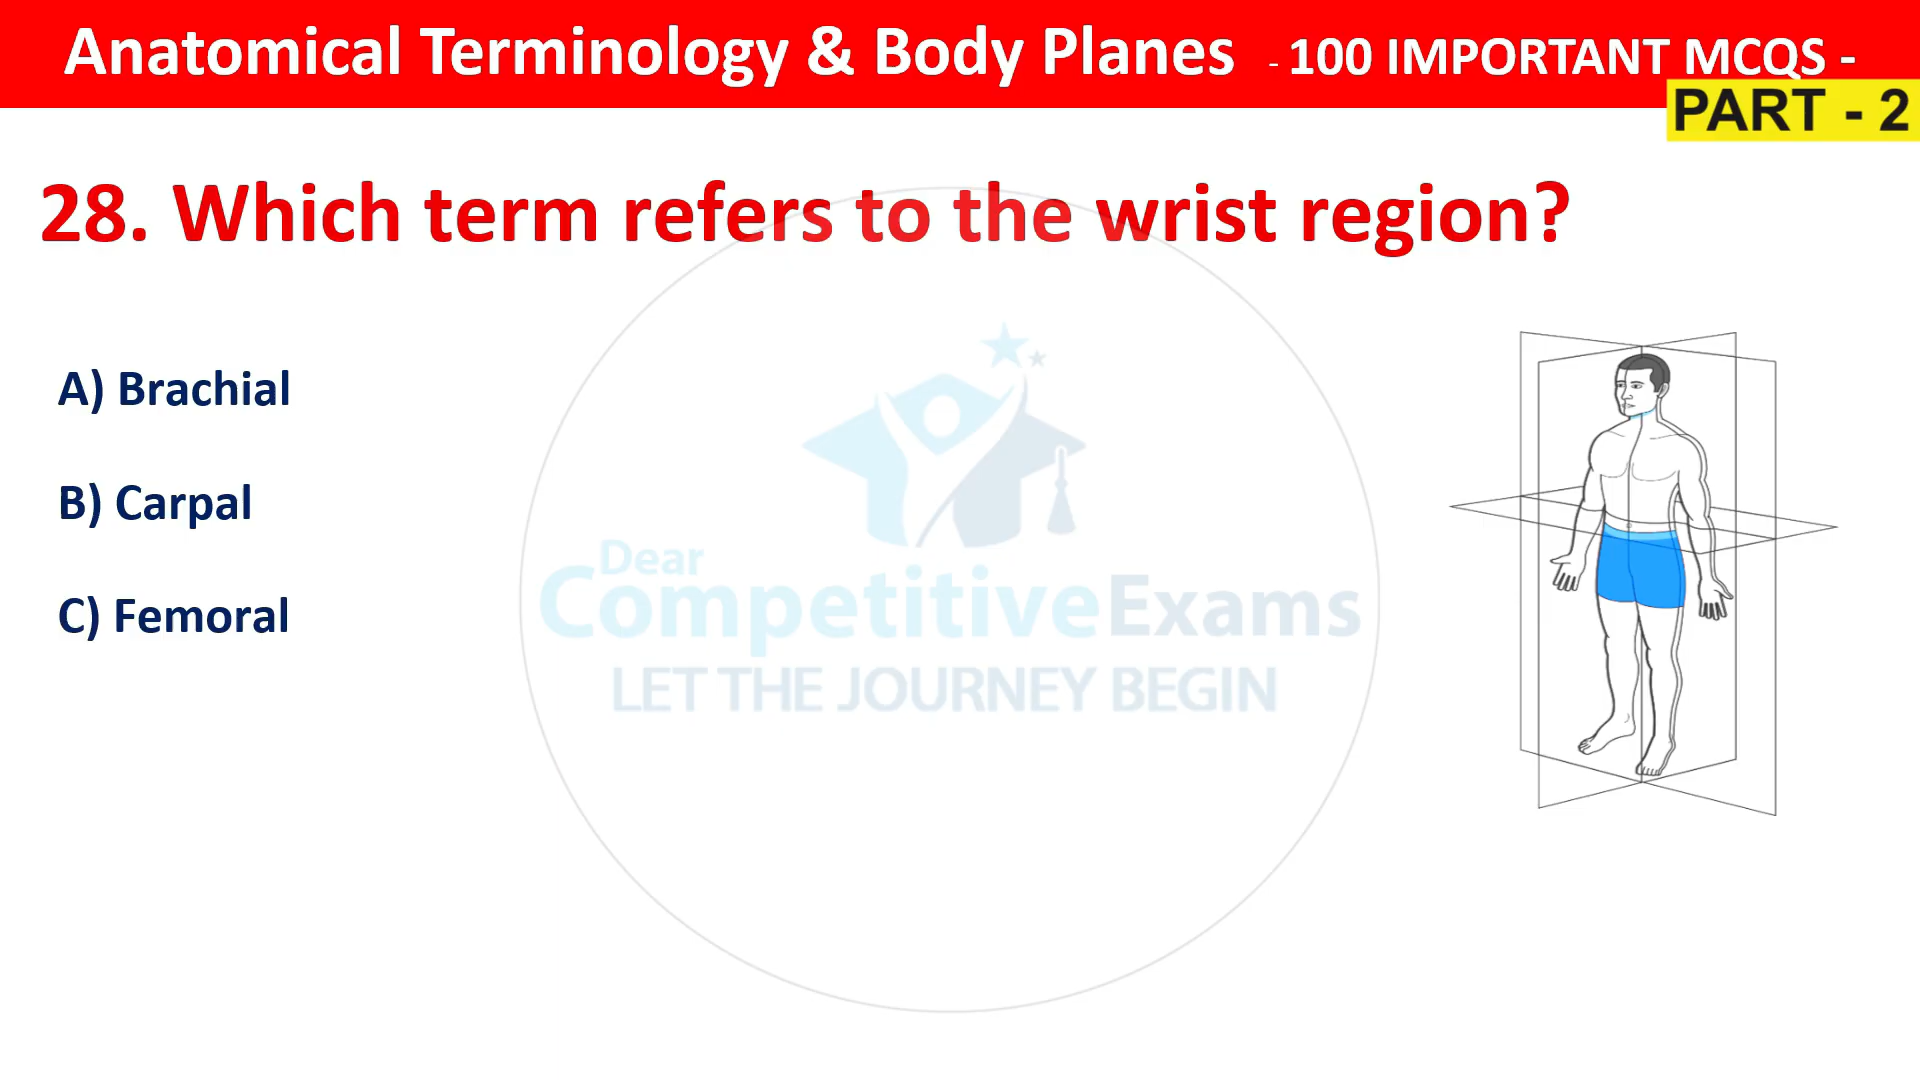 Anatomical Terminology & Body Planes - 100 IMPORTANT MCQS -
PART - 2
28. Which term refers to the wrist region?
A) Brachial
B) Carpal
C) Femoral
Dear
CompetitiveExams
LET THE JOURNEY BEGIN